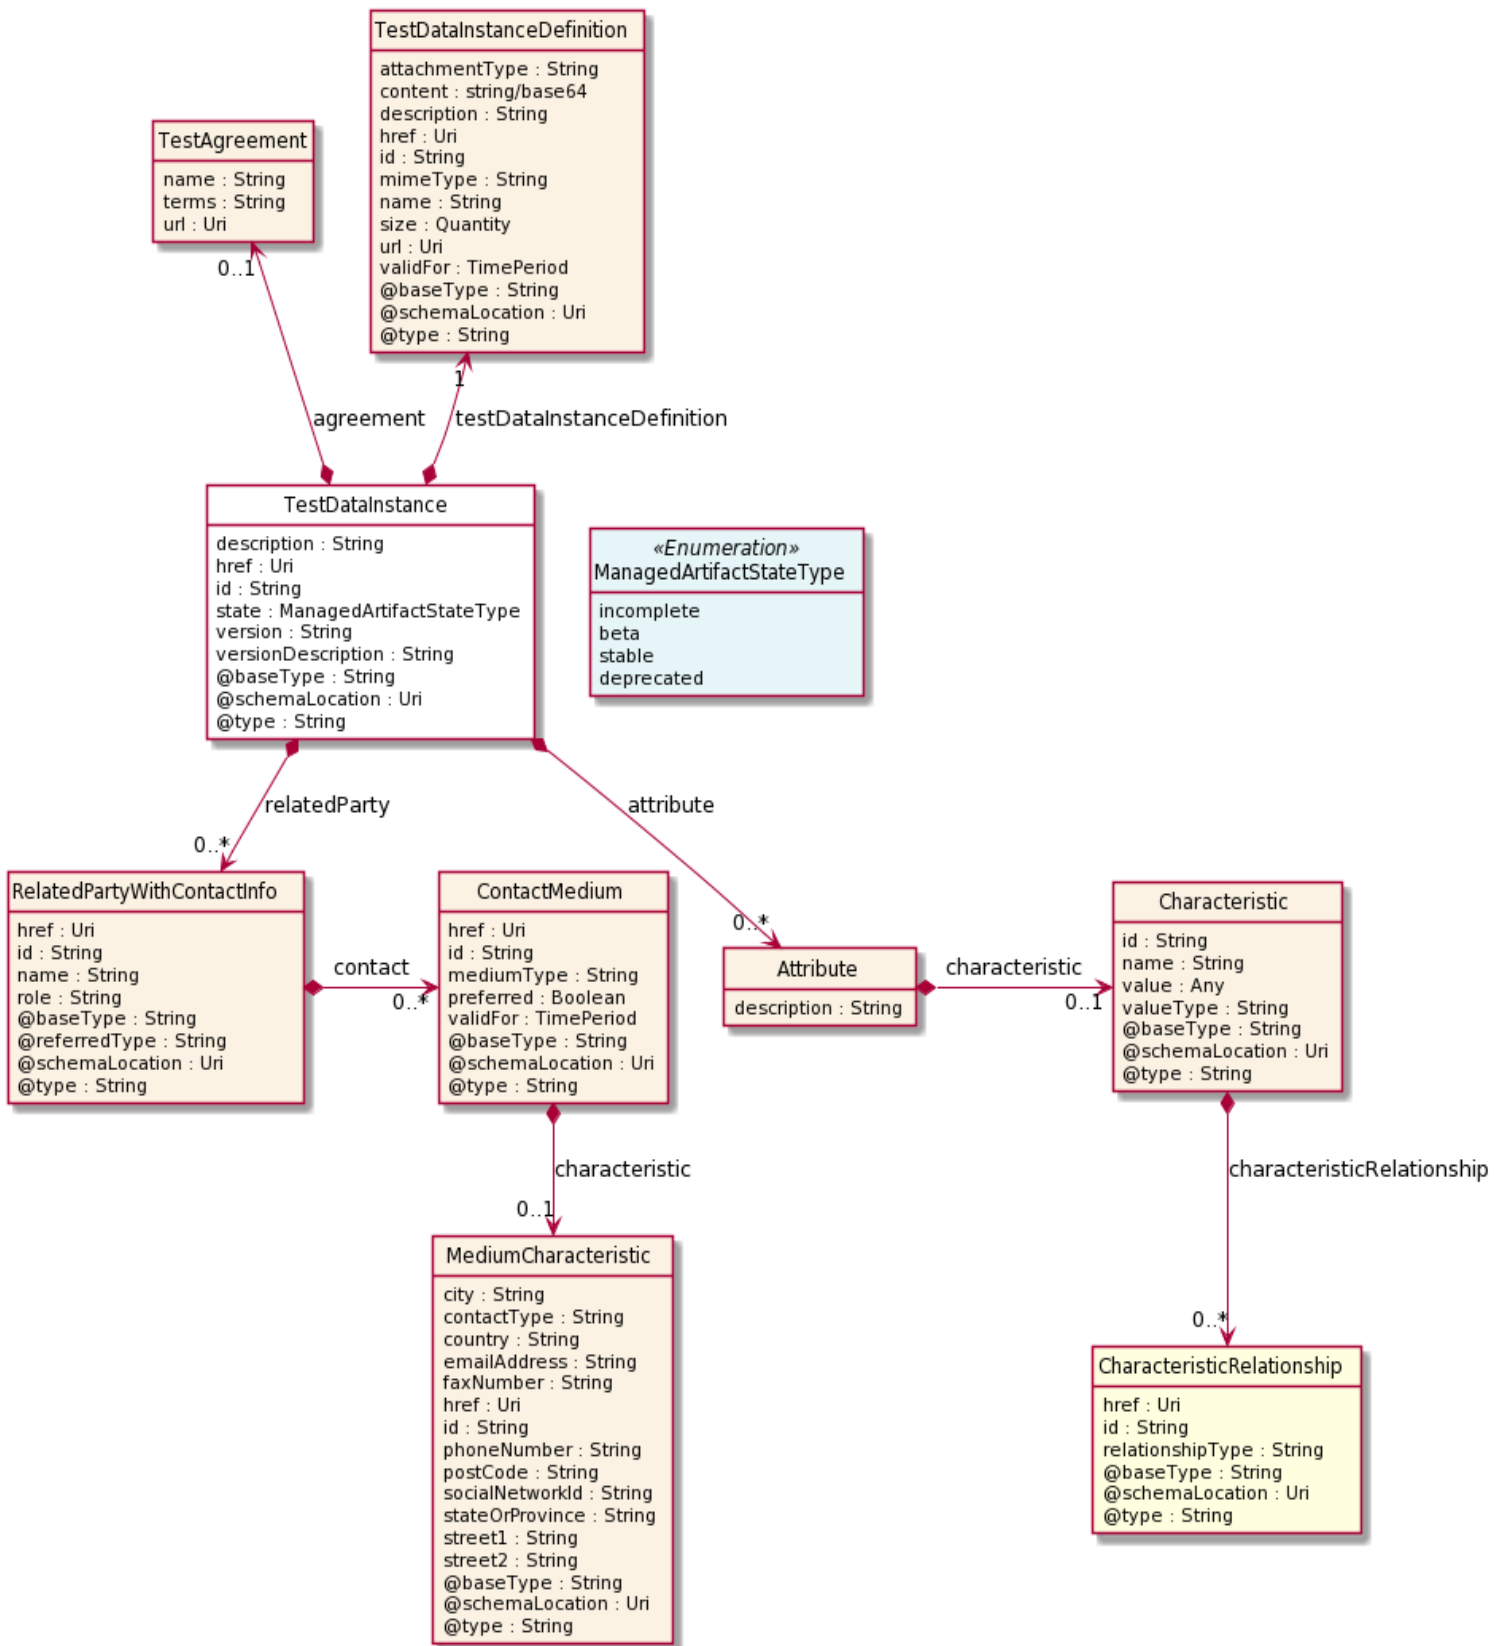 TestDataInstanceDefinition
attachmentType : String
content : string/base64
description : String
href : Uri
id : String
mimeType : String
name : String
size : Quantity
url : Uri
validFor : TimePeriod
@baseType : String
@schemaLocation : Uri
@type : String
TestAgreement
name : String
terms : String
url : Uri
0..1
1
agreement
testDataInstanceDefinition
TestDataInstance
description : String
href : Uri
id : String
state : ManagedArtifactStateType
version : String
versionDescription : String
@baseType : String
@schemaLocation : Uri
@type : String
«Enumeration»
ManagedArtifactStateType
incomplete
beta
stable
deprecated
relatedParty
0..*
attribute
0..*
RelatedPartyWithContactInfo
href : Uri
id : String
name : String
role : String
@baseType : String
@referredType : String
@schemaLocation : Uri
@type : String
contact
0..*
ContactMedium
href : Uri
id : String
mediumType : String
preferred : Boolean
validFor : TimePeriod
@baseType : String
@schemaLocation : Uri
@type : String
Attribute
description : String
characteristic
0..1
Characteristic
id : String
name : String
value : Any
valueType : String
@baseType : String
@schemaLocation : Uri
@type : String
characteristic
0..1
characteristicRelationship
0..*
MediumCharacteristic
city : String
contactType : String
country : String
emailAddress : String
faxNumber : String
href : Uri
id : String
phoneNumber : String
postCode : String
socialNetworkId : String
stateOrProvince : String
street1 : String
street2 : String
@baseType : String
@schemaLocation : Uri
@type : String
CharacteristicRelationship
href : Uri
id : String
relationshipType : String
@baseType : String
@schemaLocation : Uri
@type : String